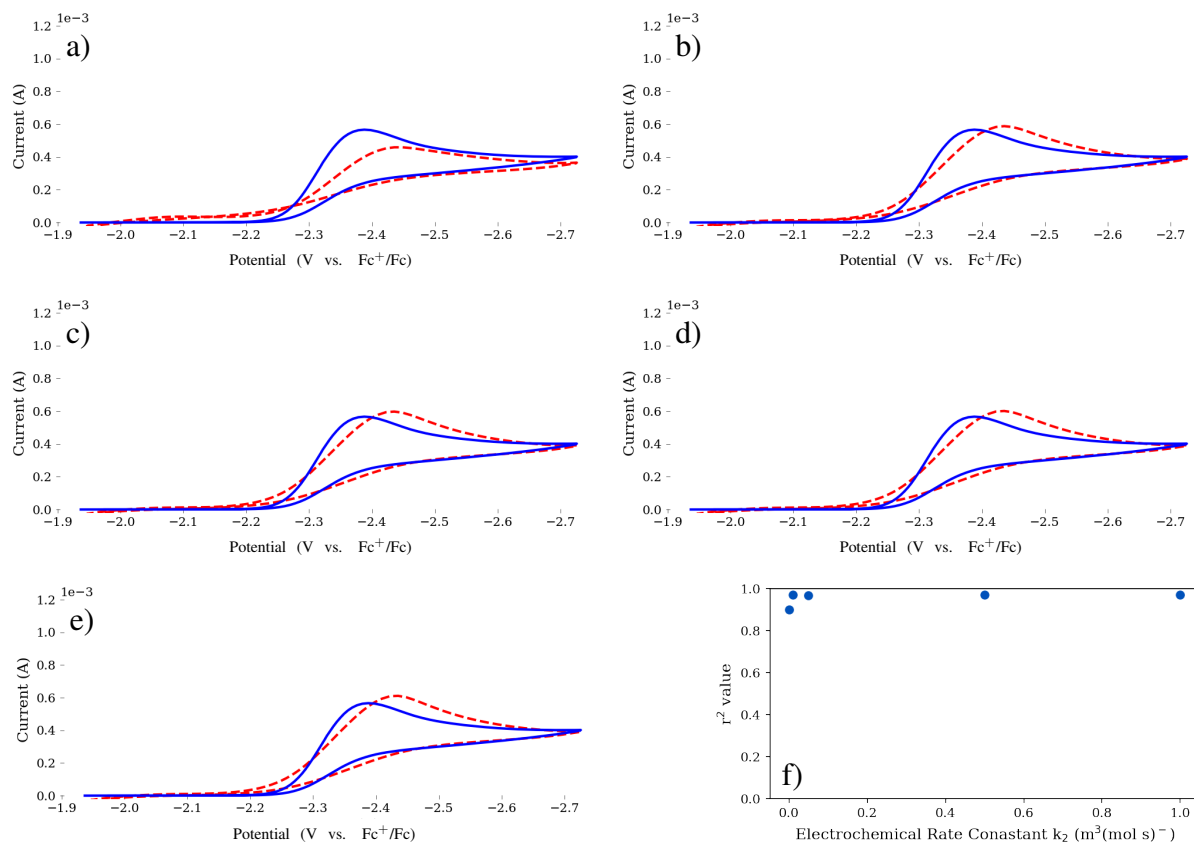 1e−3
1.2
a)
1.0
0.8
0.6
0.4
0.2
0.0
Current (A)
−1.9 −2.0 −2.1 −2.2 −2.3 −2.4 −2.5 −2.6 −2.7
Potential (V vs. Fc+/Fc)
1e−3
1.2
b)
1.0
0.8
0.6
0.4
0.2
0.0
Current (A)
−1.9 −2.0 −2.1 −2.2 −2.3 −2.4 −2.5 −2.6 −2.7
Potential (V vs. Fc+/Fc)
1e−3
1.2
c)
1.0
0.8
0.6
0.4
0.2
0.0
Current (A)
−1.9 −2.0 −2.1 −2.2 −2.3 −2.4 −2.5 −2.6 −2.7
Potential (V vs. Fc+/Fc)
1e−3
1.2
d)
1.0
0.8
0.6
0.4
0.2
0.0
Current (A)
−1.9 −2.0 −2.1 −2.2 −2.3 −2.4 −2.5 −2.6 −2.7
Potential (V vs. Fc+/Fc)
1e−3
1.2
e)
1.0
0.8
0.6
0.4
0.2
0.0
Current (A)
−1.9 −2.0 −2.1 −2.2 −2.3 −2.4 −2.5 −2.6 −2.7
Potential (V vs. Fc+/Fc)
1.0
0.8
0.6
0.4
0.2
0.0
r² value
f)
0.0 0.2 0.4 0.6 0.8 1.0
Electrochemical Rate Conastant k₂ (m³(mol s)⁻)